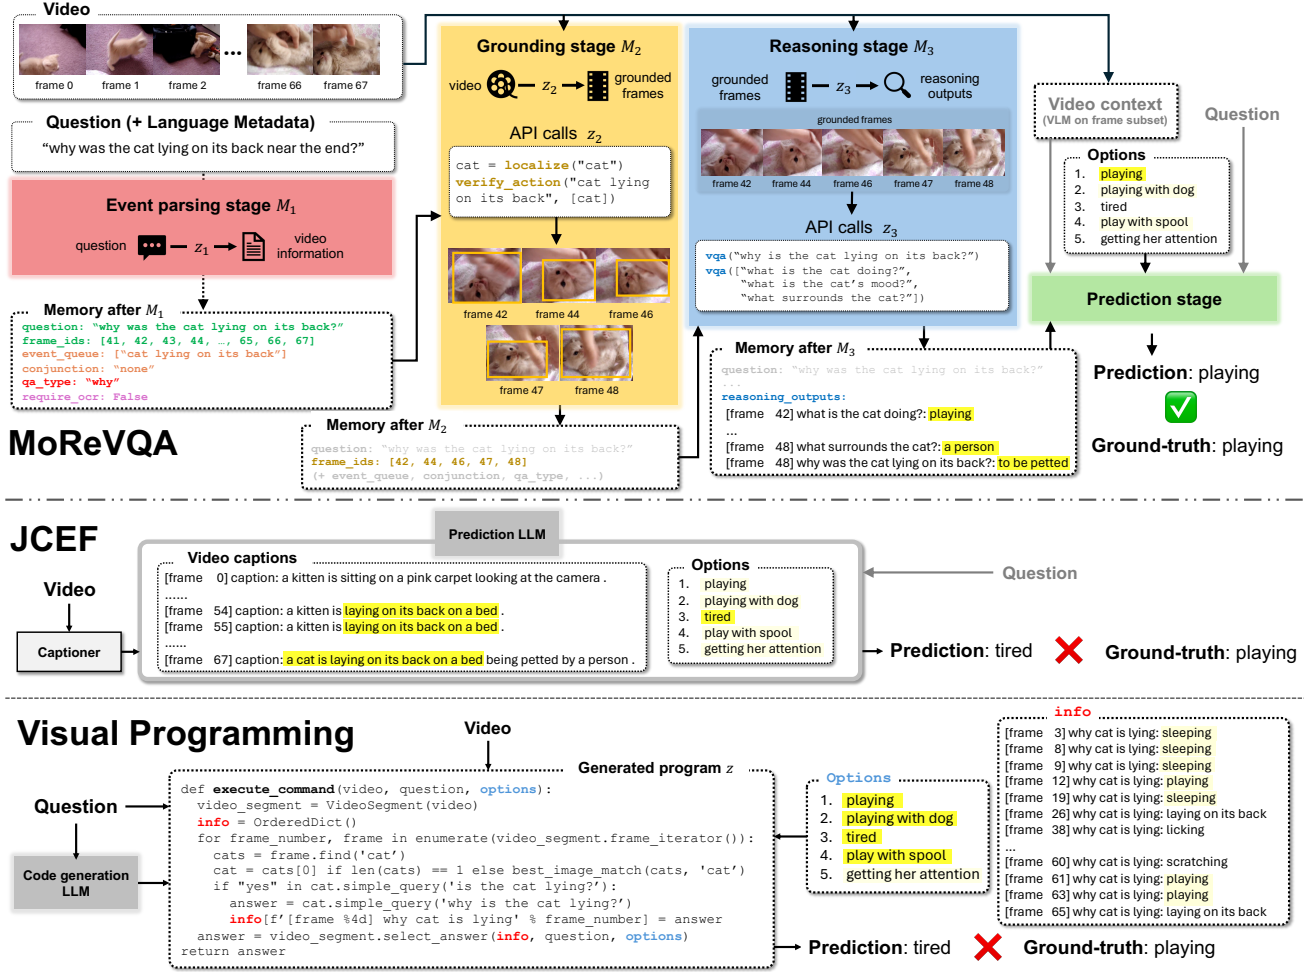 Video
frame 0
frame 1
frame 2
...
frame 66
frame 67
Question (+ Language Metadata)
“why was the cat lying on its back near the end?”
Event parsing stage M1
question
z1
video information
Memory after M1
question: “why was the cat lying on its back?”
frame_ids: [41, 42, 43, 44, …, 65, 66, 67]
event_queue: [“cat lying on its back”]
conjunction: “none”
qa_type: “why”
require_ocr: False
MoReVQA
Grounding stage M2
video
z2
grounded frames
API calls z2
cat = localize("cat")
verify_action("cat lying
on its back", [cat])
frame 42
frame 44
frame 46
frame 47
frame 48
Memory after M2
question: “why was the cat lying on its back?”
frame_ids: [42, 44, 46, 47, 48]
(+ event_queue, conjunction, qa_type, ...)
Reasoning stage M3
grounded frames
z3
reasoning outputs
grounded frames
frame 42
frame 44
frame 46
frame 47
frame 48
API calls z3
vqa(“why is the cat lying on its back?”)
vqa([“what is the cat doing?”,
“what is the cat’s mood?”,
“what surrounds the cat?”])
Memory after M3
question: “why was the cat lying on its back?”
...
reasoning_outputs:
[frame 42] what is the cat doing?: playing
...
[frame 48] what surrounds the cat?: a person
[frame 48] why was the cat lying on its back?: to be petted
Video context
(VLM on frame subset)
Question
Options
1. playing
2. playing with dog
3. tired
4. play with spool
5. getting her attention
Prediction stage
Prediction: playing
Ground-truth: playing
JCEF
Video
Captioner
Prediction LLM
Video captions
[frame 0] caption: a kitten is sitting on a pink carpet looking at the camera .
......
[frame 54] caption: a kitten is laying on its back on a bed .
[frame 55] caption: a kitten is laying on its back on a bed .
......
[frame 67] caption: a cat is laying on its back on a bed being petted by a person .
Options
1. playing
2. playing with dog
3. tired
4. play with spool
5. getting her attention
Question
Prediction: tired
Ground-truth: playing
Visual Programming
Video
Question
Code generation LLM
Generated program z
def execute_command(video, question, options):
video_segment = VideoSegment(video)
info = OrderedDict()
for frame_number, frame in enumerate(video_segment.frame_iterator()):
cats = frame.find('cat')
cat = cats[0] if len(cats) == 1 else best_image_match(cats, 'cat')
if "yes" in cat.simple_query('is the cat lying?'):
answer = cat.simple_query('why is the cat lying?')
info[f'[frame %4d] why cat is lying' % frame_number] = answer
answer = video_segment.select_answer(info, question, options)
return answer
Options
1. playing
2. playing with dog
3. tired
4. play with spool
5. getting her attention
info
[frame 3] why cat is lying: sleeping
[frame 8] why cat is lying: sleeping
[frame 9] why cat is lying: sleeping
[frame 12] why cat is lying: playing
[frame 19] why cat is lying: sleeping
[frame 26] why cat is lying: laying on its back
[frame 38] why cat is lying: licking
...
[frame 60] why cat is lying: scratching
[frame 61] why cat is lying: playing
[frame 63] why cat is lying: playing
[frame 65] why cat is lying: laying on its back
Prediction: tired
Ground-truth: playing